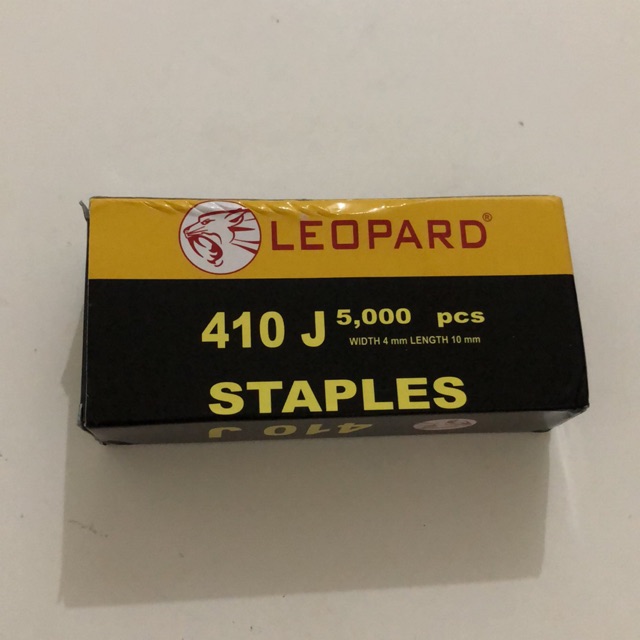 LEOPARD®
410 J 5,000 pcs
WIDTH 4 mm LENGTH 10 mm
STAPLES
410 J